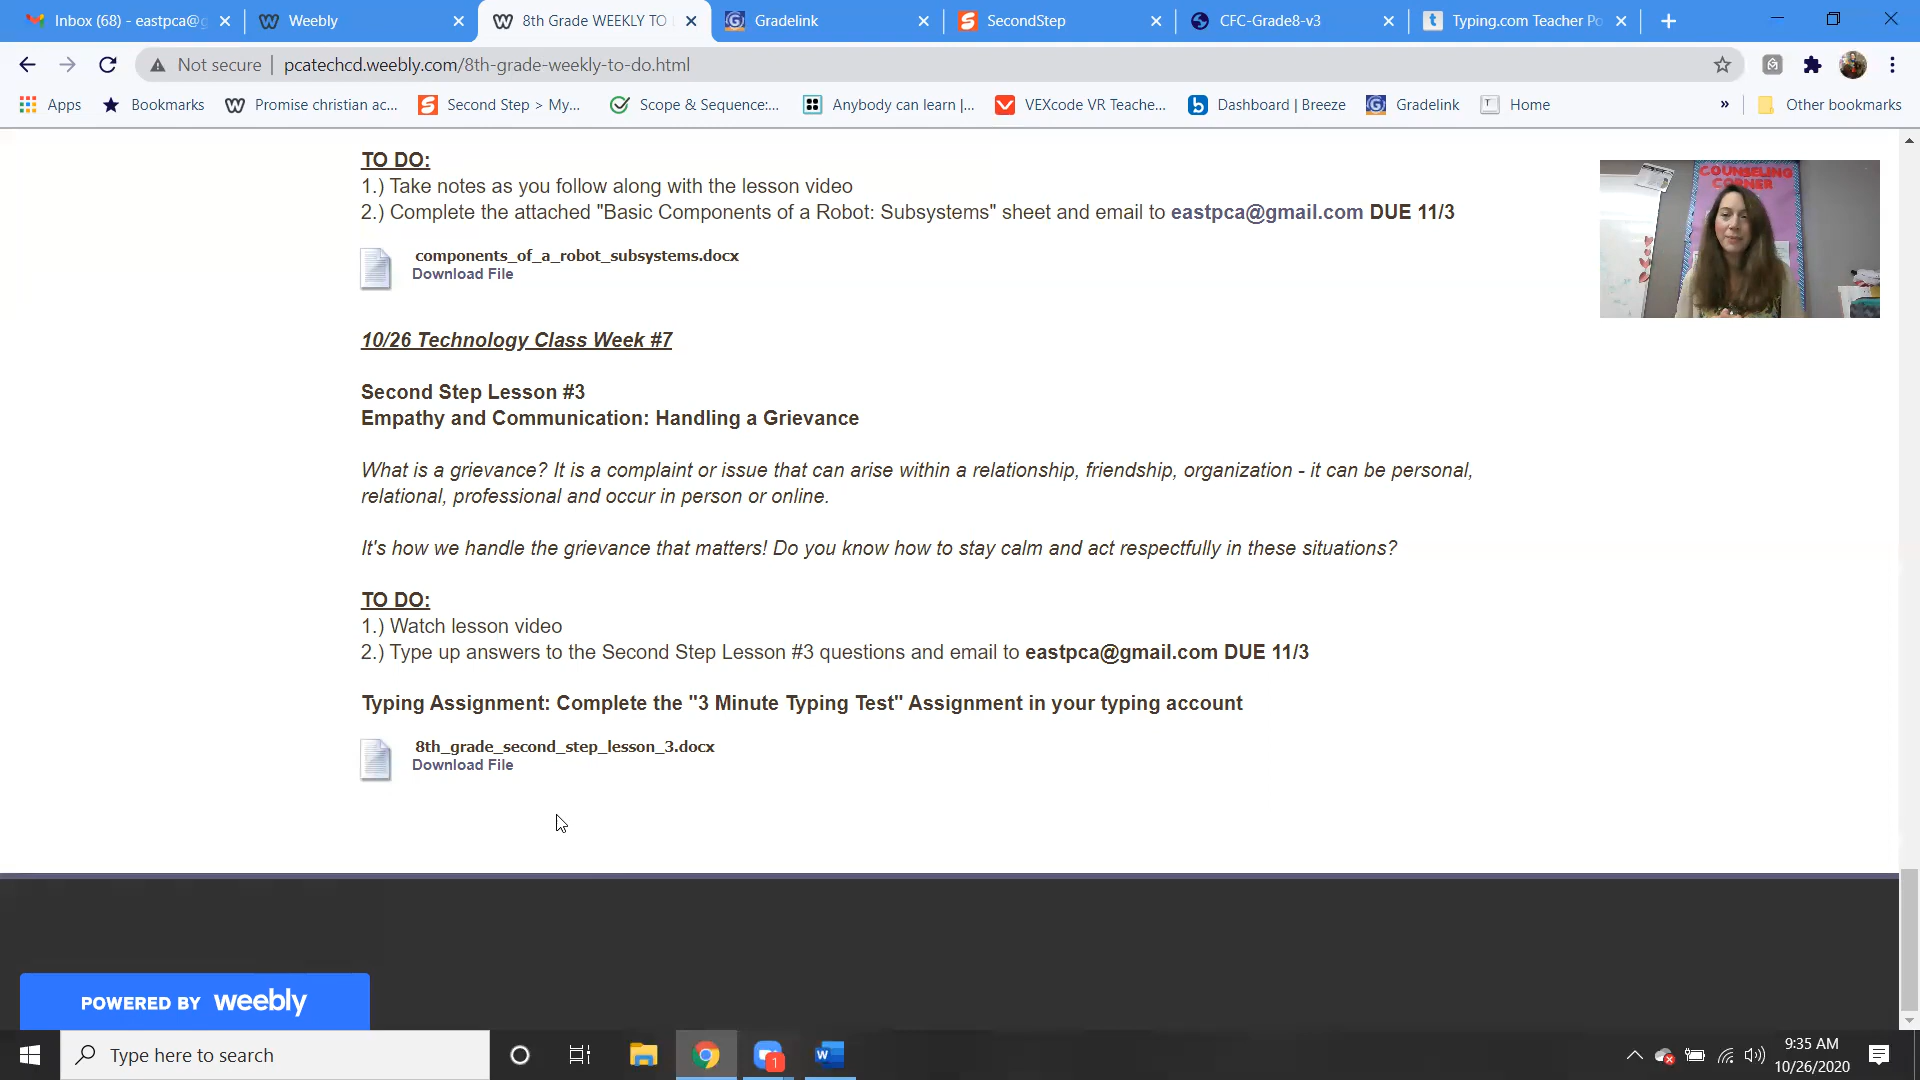 Inbox (68) - eastpca@g
Weebly
8th Grade WEEKLY TO
Gradelink
SecondStep
CFC-Grade8-v3
Typing.com Teacher Po
Not secure
pcatechcd.weebly.com/8th-grade-weekly-to-do.html
Apps
Bookmarks
Promise christian ac...
Second Step > My...
Scope & Sequence:...
Anybody can learn |...
VEXcode VR Teache...
Dashboard | Breeze
Gradelink
Home
»
Other bookmarks
TO DO:
1.) Take notes as you follow along with the lesson video
2.) Complete the attached "Basic Components of a Robot: Subsystems" sheet and email to eastpca@gmail.com DUE 11/3
components_of_a_robot_subsystems.docx
Download File
COUNSELING
CORNER
10/26 Technology Class Week #7
Second Step Lesson #3
Empathy and Communication: Handling a Grievance
What is a grievance? It is a complaint or issue that can arise within a relationship, friendship, organization - it can be personal,
relational, professional and occur in person or online.
It's how we handle the grievance that matters! Do you know how to stay calm and act respectfully in these situations?
TO DO:
1.) Watch lesson video
2.) Type up answers to the Second Step Lesson #3 questions and email to eastpca@gmail.com DUE 11/3
Typing Assignment: Complete the "3 Minute Typing Test" Assignment in your typing account
8th_grade_second_step_lesson_3.docx
Download File
POWERED BY weebly
Type here to search
1
9:35 AM
10/26/2020